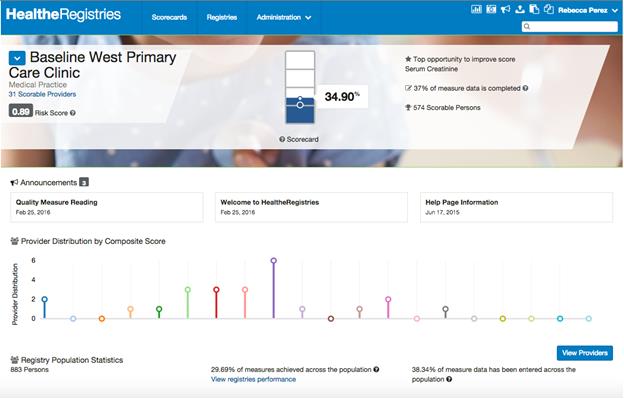 HealtheRegistries
Scorecards
Registries
Administration
Rebecca Perez
Baseline West Primary
Care Clinic
Medical Practice
31 Scorable Providers
0.89 Risk Score
34.90%
Scorecard
Top opportunity to improve score
Serum Creatinine
37% of measure data is completed
574 Scorable Persons
Announcements 3
Quality Measure Reading
Feb 25, 2016
Welcome to HealtheRegistries
Feb 25, 2016
Help Page Information
Jun 17, 2015
Provider Distribution by Composite Score
Provider Distribution
6
4
2
0
View Providers
Registry Population Statistics
883 Persons
29.69% of measures achieved across the population
View registries performance
38.34% of measure data has been entered across the
population